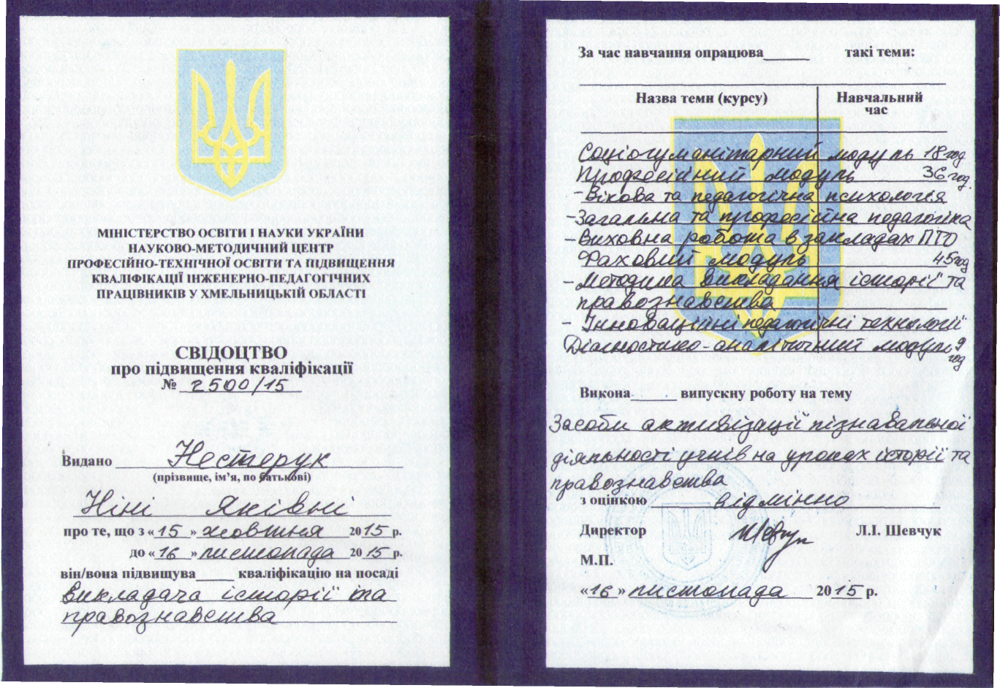 МІНІСТЕРСТВО ОСВІТИ І НАУКИ УКРАЇНИ
НАУКОВО-МЕТОДИЧНИЙ ЦЕНТР
ПРОФЕСІЙНО-ТЕХНІЧНОЇ ОСВІТИ ТА ПІДВИЩЕННЯ
КВАЛІФІКАЦІЇ ІНЖЕНЕРНО-ПЕДАГОГІЧНИХ
ПРАЦІВНИКІВ У ХМЕЛЬНИЦЬКІЙ ОБЛАСТІ
СВІДОЦТВО
про підвищення кваліфікації
№ 2500/15
Видано Нестерук
(прізвище, ім'я, по батькові)
Ніні Яківні
про те, що з «15» жовтня 2015 р.
до «16» листопада 2015 р.
він/вона підвищува______ кваліфікацію на посаді
викладача історії та
правознавства
За час навчання опрацюва______ такі теми:
Назва теми (курсу) Навчальний
час
Соціогуманітарний модуль 18 год
Професійний модуль 36 год.
- Вікова та педагогічна психологія
- Загальна та професійна педагогіка
- Виховна робота в закладах ПТО
Фаховий модуль 45 год
- Методика викладання історії та
правознавства
- Інноваційні педагогічні технології
Діагностико-аналітичний модуль 9
год
Викона______ випускну роботу на тему
Засоби активізації пізнавальної
діяльності учнів на уроках історії та
правознавства
з оцінкою відмінно
Директор Л.І. Шевчук
М.П.
«16» листопада 2015 р.